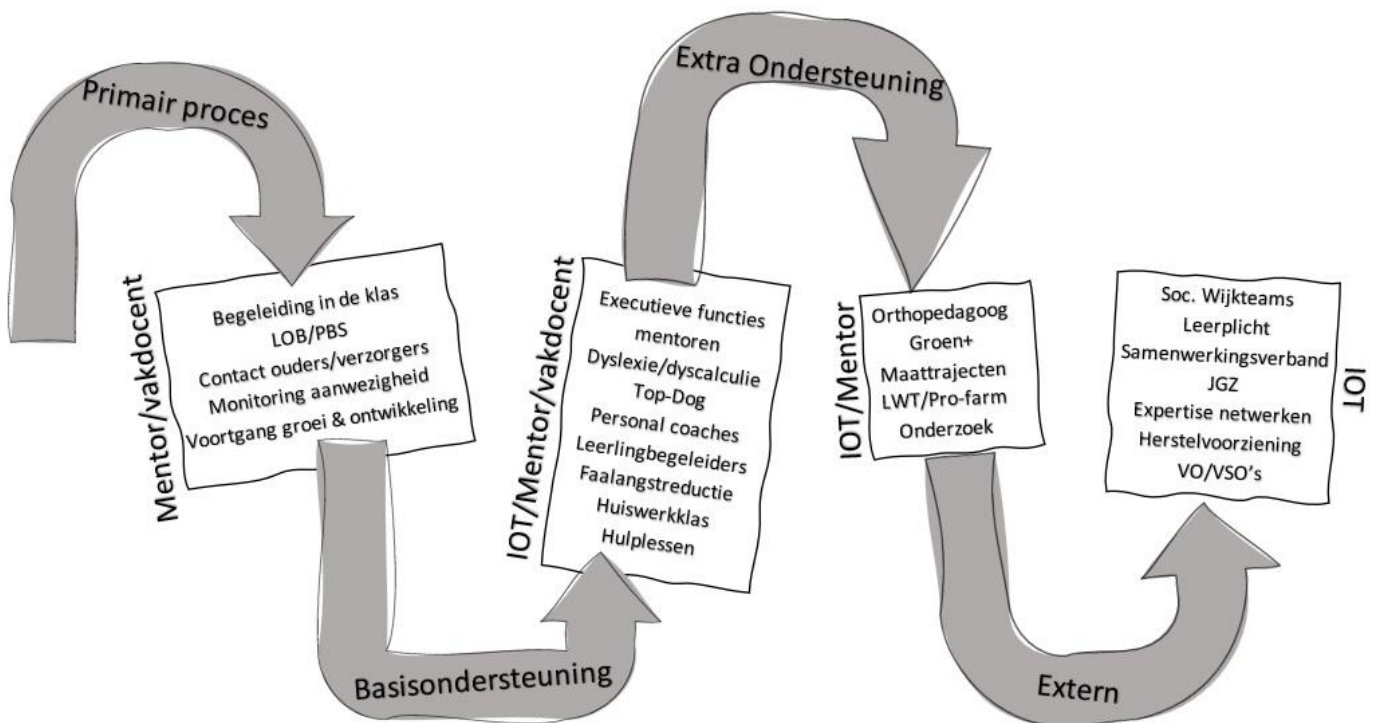 Primair proces
Mentor/vakdocent
Begeleiding in de klas
LOB/PBS
Contact ouders/verzorgers
Monitoring aanwezigheid
Voortgang groei & ontwikkeling
Basisondersteuning
IOT/Mentor/vakdocent
Executieve functies
mentoren
Dyslexie/dyscalculie
Top-Dog
Personal coaches
Leerlingbegeleiders
Faalangstreductie
Huiswerkklas
Hulplessen
Extra Ondersteuning
IOT/Mentor
Orthopedagoog
Groen+
Maattrajecten
LWT/Pro-farm
Onderzoek
Extern
Soc. Wijkteams
Leerplicht
Samenwerkingsverband
JGZ
Expertise netwerken
Herstelvoorziening
VO/VSO's
IOT